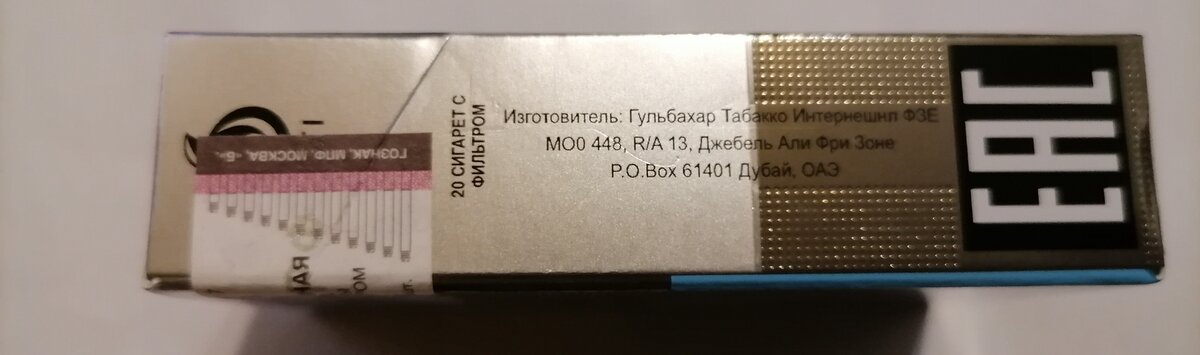 20 СИГАРЕТ С
ФИЛЬТРОМ
Изготовитель: Гульбахар Табакко Интернешнл ФЗЕ
МО0 448, R/A 13, Джебель Али Фри Зоне
P.O.Box 61401 Дубай, ОАЭ
EAC
ГОЗНАК, МПФ, МОСКВА, «Б»